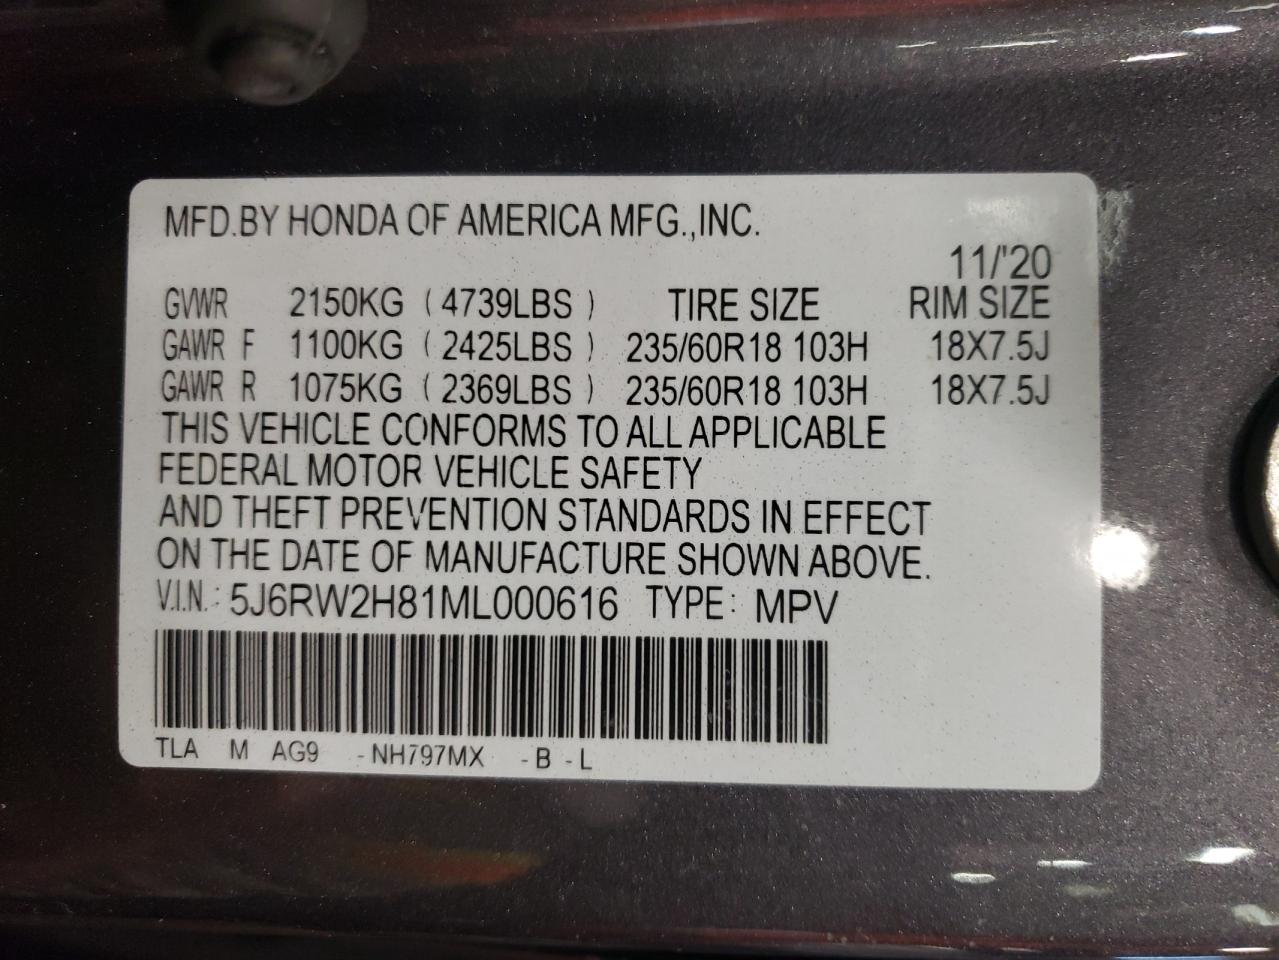 MFD.BY HONDA OF AMERICA MFG.,INC.
11/'20
GVWR 2150KG ( 4739LBS ) TIRE SIZE RIM SIZE
GAWR F 1100KG ( 2425LBS ) 235/60R18 103H 18X7.5J
GAWR R 1075KG ( 2369LBS ) 235/60R18 103H 18X7.5J
THIS VEHICLE CONFORMS TO ALL APPLICABLE
FEDERAL MOTOR VEHICLE SAFETY
AND THEFT PREVENTION STANDARDS IN EFFECT
ON THE DATE OF MANUFACTURE SHOWN ABOVE.
V.I.N.: 5J6RW2H81ML000616 TYPE: MPV
TLA M AG9 -NH797MX -B -L